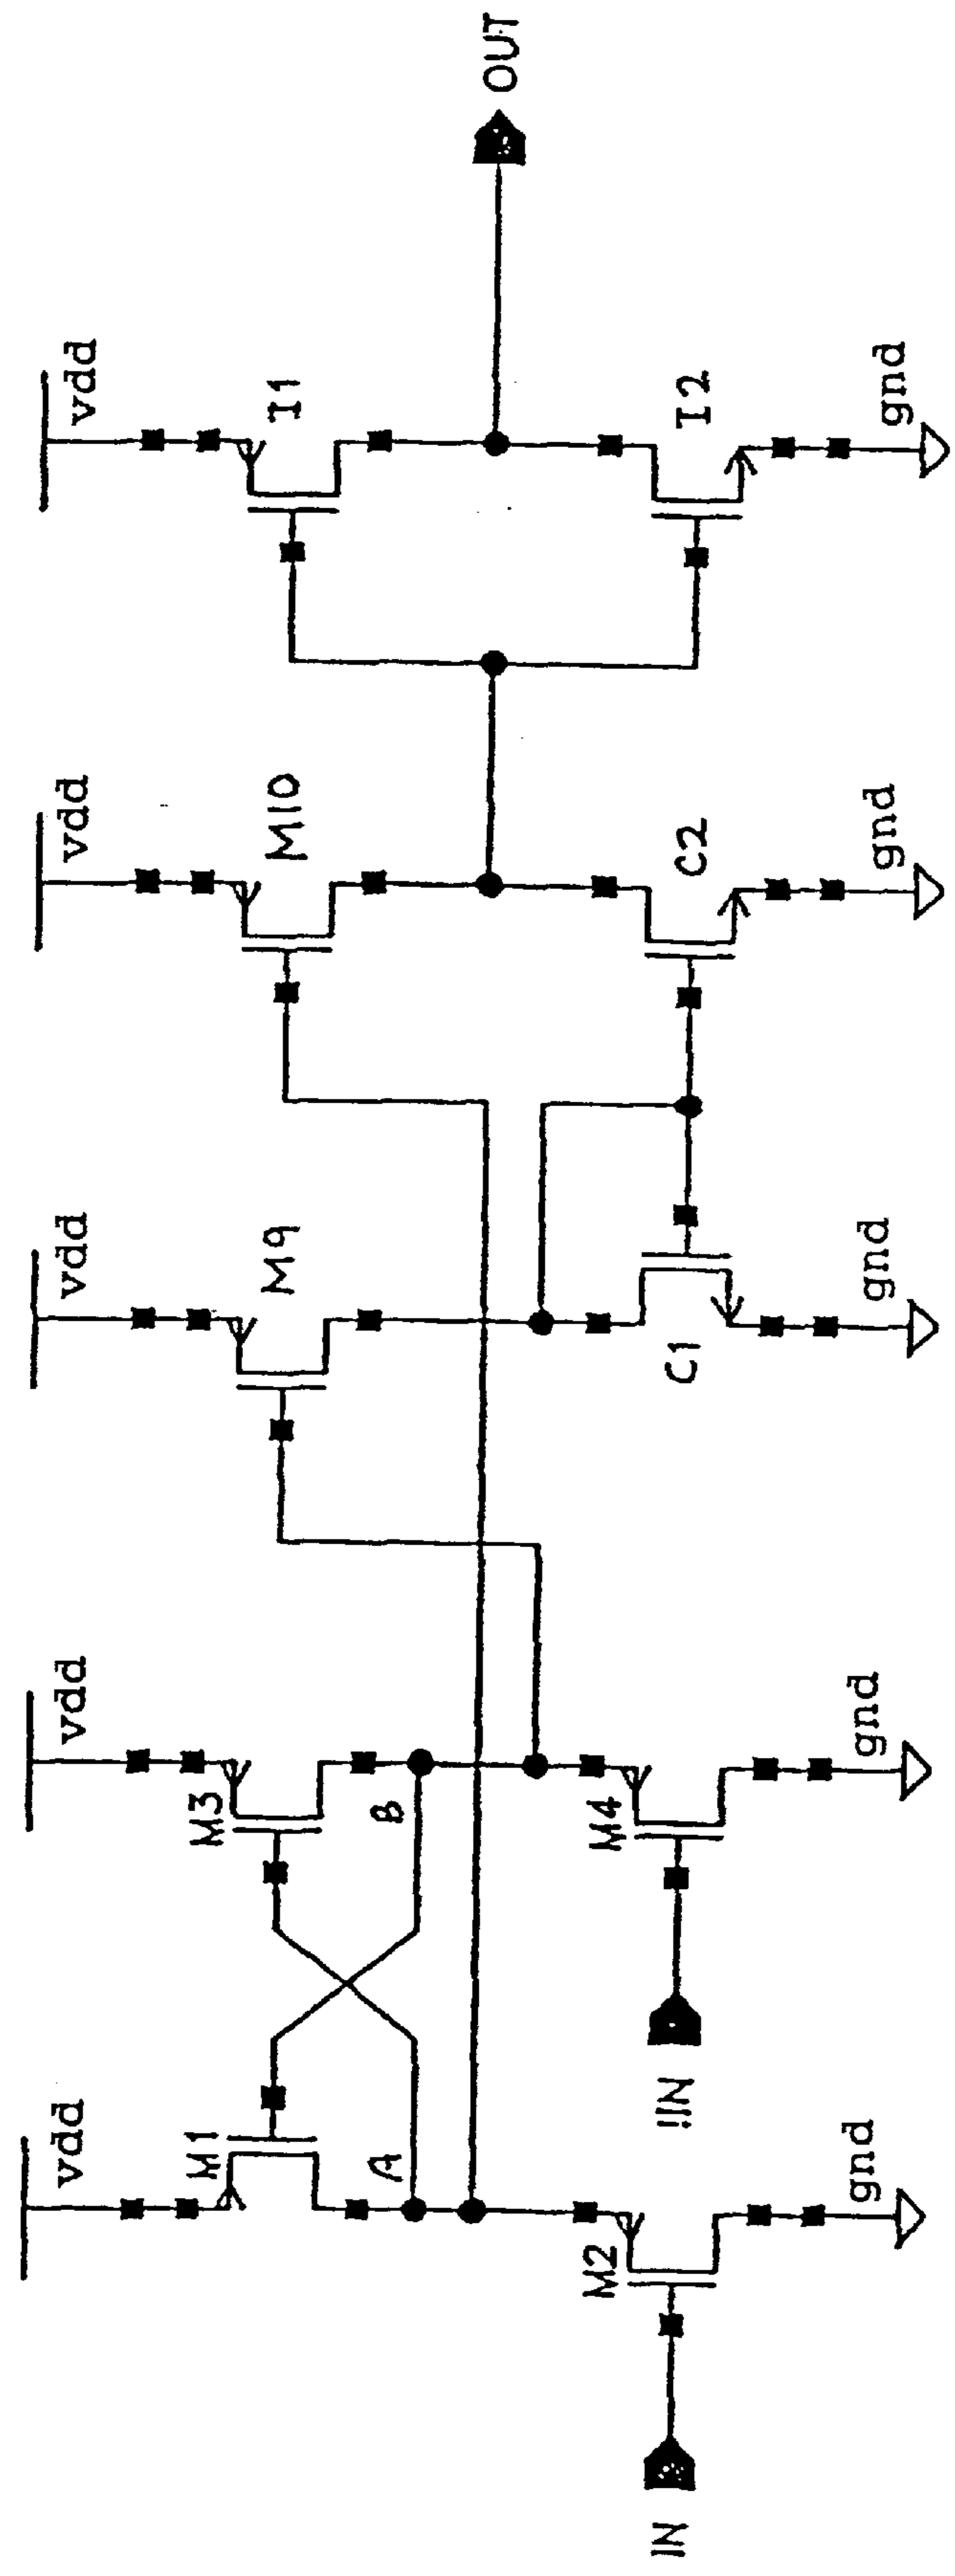 vdd
vdd
vdd
vdd
vdd
M1
M3
M9
M10
I1
A
B
OUT
M2
M4
C1
C2
I2
IN
!IN
gnd
gnd
gnd
gnd
gnd